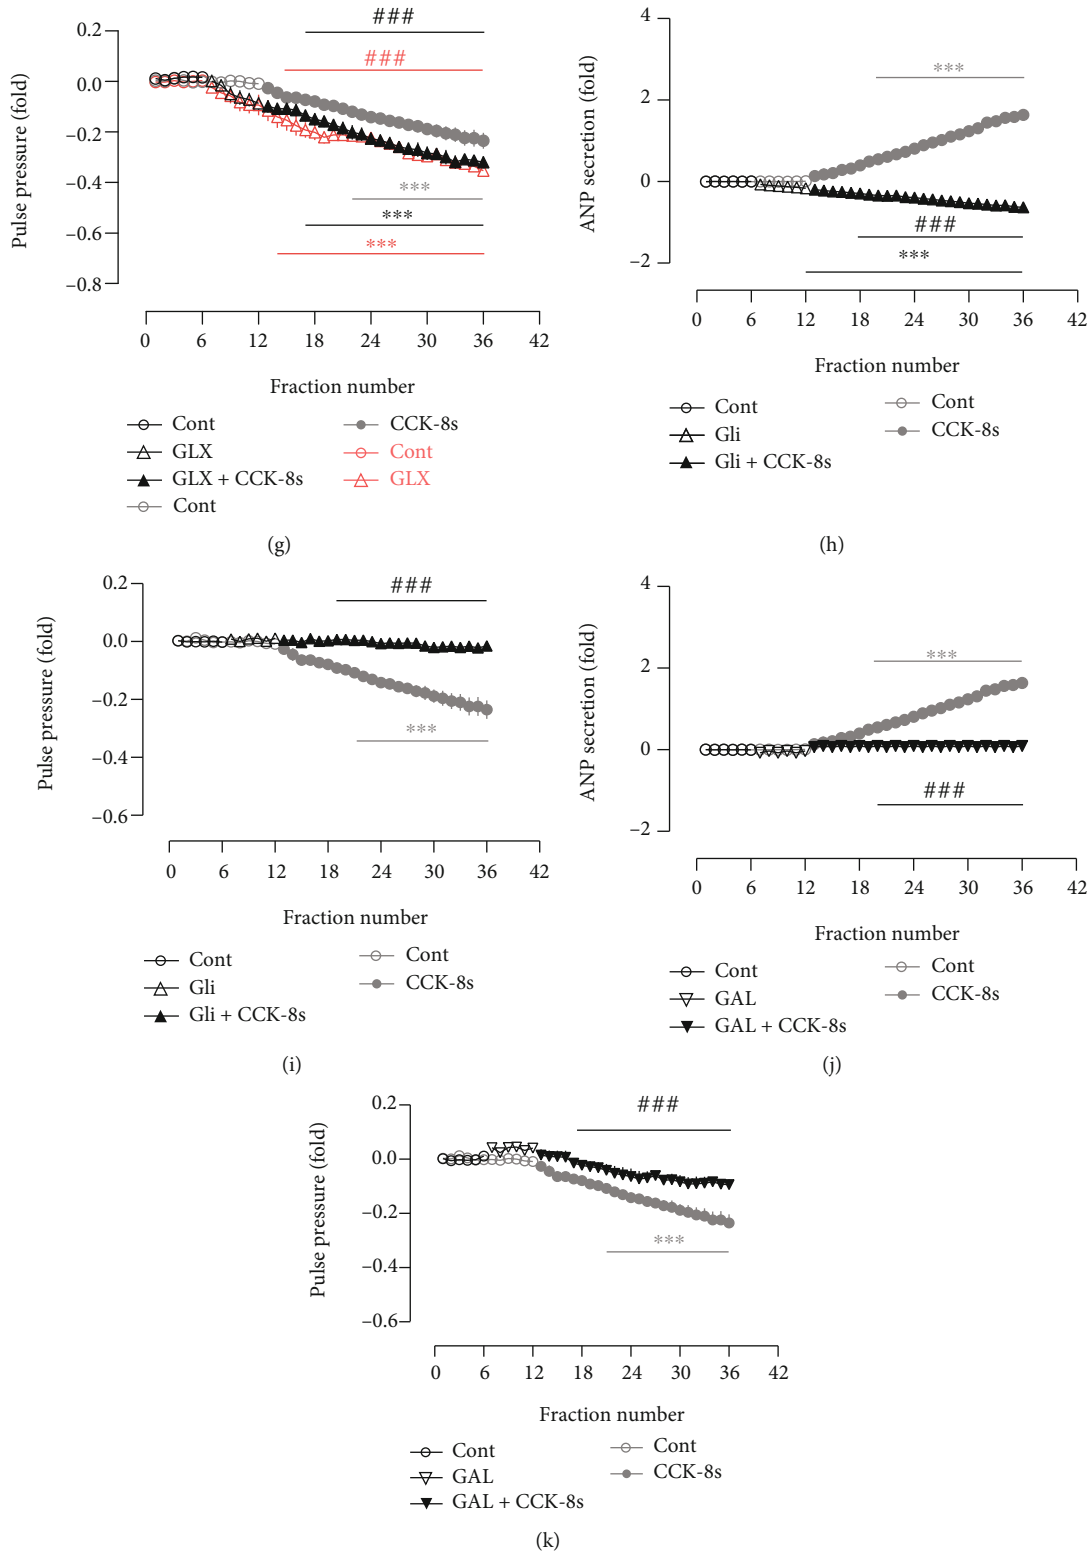 0.2
0.0
−0.2
−0.4
−0.6
−0.8
Pulse pressure (fold)
###
###
***
***
***
0 6 12 18 24 30 36 42
Fraction number
Cont
GLX
GLX + CCK-8s
Cont
CCK-8s
Cont
GLX
(g)
4
2
0
−2
ANP secretion (fold)
***
###
***
0 6 12 18 24 30 36 42
Fraction number
Cont
Gli
Gli + CCK-8s
Cont
CCK-8s
(h)
0.2
0.0
−0.2
−0.4
−0.6
Pulse pressure (fold)
###
***
0 6 12 18 24 30 36 42
Fraction number
Cont
Gli
Gli + CCK-8s
Cont
CCK-8s
(i)
4
2
0
−2
ANP secretion (fold)
***
###
0 6 12 18 24 30 36 42
Fraction number
Cont
GAL
GAL + CCK-8s
Cont
CCK-8s
(j)
0.2
0.0
−0.2
−0.4
−0.6
Pulse pressure (fold)
###
***
0 6 12 18 24 30 36 42
Fraction number
Cont
GAL
GAL + CCK-8s
Cont
CCK-8s
(k)